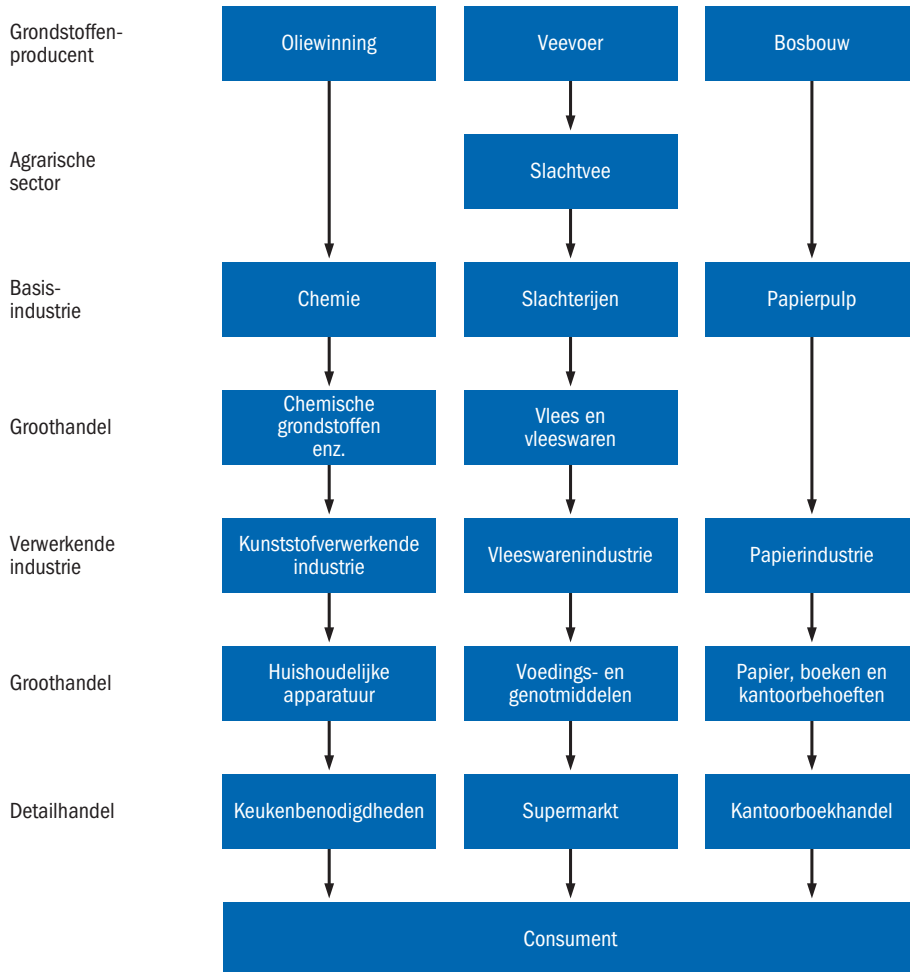 Grondstoffen-
producent
Oliewinning
Veevoer
Bosbouw
Agrarische
sector
Slachtvee
Basis-
industrie
Chemie
Slachterijen
Papierpulp
Groothandel
Chemische
grondstoffen
enz.
Vlees en
vleeswaren
Verwerkende
industrie
Kunststofverwerkende
industrie
Vleeswarenindustrie
Papierindustrie
Groothandel
Huishoudelijke
apparatuur
Voedings- en
genotmiddelen
Papier, boeken en
kantoorbehoeften
Detailhandel
Keukenbenodigdheden
Supermarkt
Kantoorboekhandel
Consument